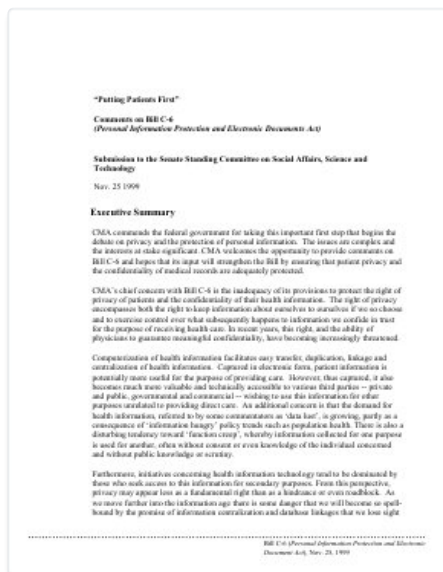 “Putting Patients First”
Comments on Bill C-6
(Personal Information Protection and Electronic Documents Act)
Submission to the Senate Standing Committee on Social Affairs, Science and
Technology
Nov. 25 1999
Executive Summary
CMA commends the federal government for taking this important first step that begins the
debate on privacy and the protection of personal information. The issues are complex and
the interests at stake significant. CMA welcomes the opportunity to provide comments on
Bill C-6 and hopes that its input will strengthen the Bill by ensuring that patient privacy and
the confidentiality of medical records are adequately protected.
CMA’s chief concern with Bill C-6 is the inadequacy of its provisions to protect the right of
privacy of patients and the confidentiality of their health information. The right of privacy
encompasses both the right to keep information about ourselves to ourselves if we so choose
and to exercise control over what subsequently happens to information we confide in trust
for the purpose of receiving health care. In recent years, this right, and the ability of
physicians to guarantee meaningful confidentiality, have become increasingly threatened.
Computerization of health information facilitates easy transfer, duplication, linkage and
centralization of health information. Captured in electronic form, patient information is
potentially more useful for the purpose of providing care. However, thus captured, it also
becomes much more valuable and technically accessible to various third parties -- private
and public, governmental and commercial -- wishing to use this information for other
purposes unrelated to providing direct care. An additional concern is that the demand for
health information, referred to by some commentators as ‘data lust’, is growing, partly as a
consequence of ‘information hungry’ policy trends such as population health. There is also a
disturbing tendency toward ‘function creep’, whereby information collected for one purpose
is used for another, often without consent or even knowledge of the individual concerned
and without public knowledge or scrutiny.
Furthermore, initiatives concerning health information technology tend to be dominated by
those who seek access to this information for secondary purposes. From this perspective,
privacy may appear less as a fundamental right than as a hindrance or even roadblock. As
we move further into the information age there is some danger that we will become so spell-
bound by the promise of information centralization and database linkages that we lose sight
Bill C-6 (Personal Information Protection and Electronic
Document Act), Nov. 25, 1999